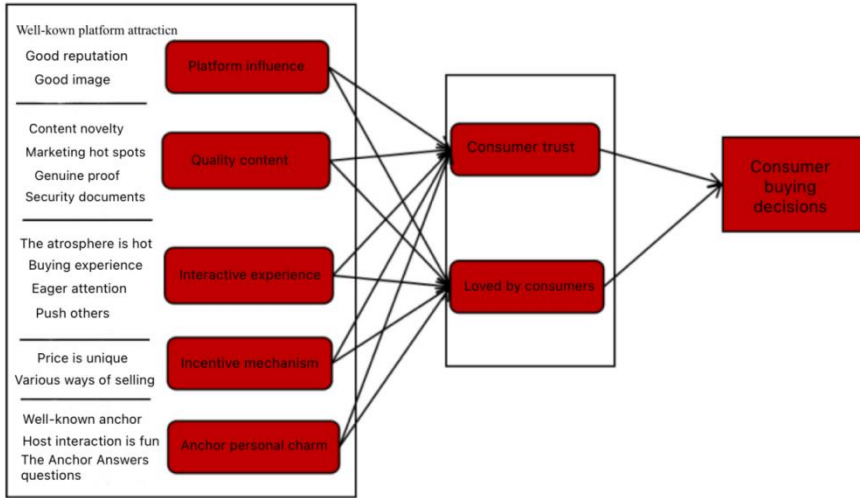 Well-kown platform attraction
Good reputation
Good image
Platform influence
Content novelty
Marketing hot spots
Genuine proof
Security documents
Quality content
The atrosphere is hot
Buying experience
Eager attention
Push others
Interactive experience
Price is unique
Various ways of selling
Incentive mechanism
Well-known anchor
Host interaction is fun
The Anchor Answers
questions
Anchor personal charm
Consumer trust
Loved by consumers
Consumer
buying
decisions